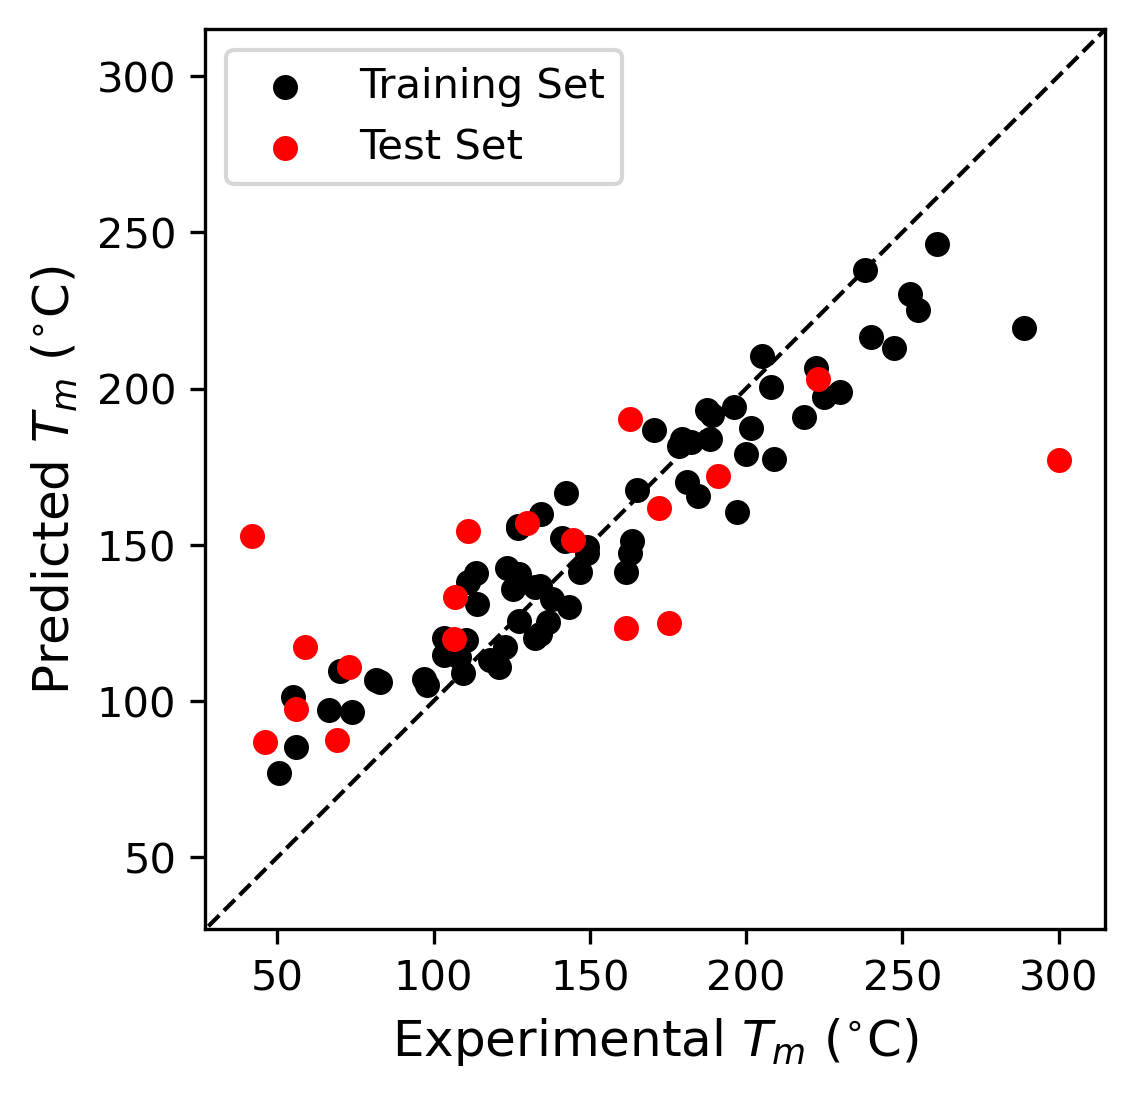 Training Set
Test Set
300
250
200
150
100
50
Predicted Tₘ (°C)
50 100 150 200 250 300
Experimental Tₘ (°C)